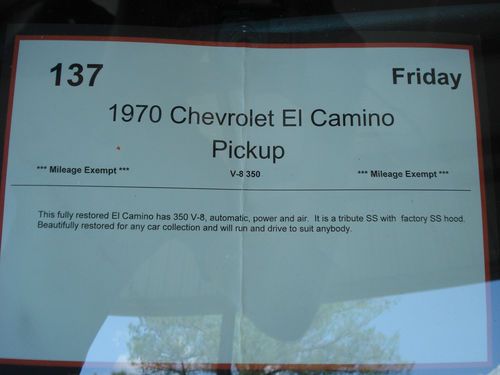 137 Friday
1970 Chevrolet El Camino
Pickup
*** Mileage Exempt *** V-8 350 *** Mileage Exempt ***
This fully restored El Camino has 350 V-8, automatic, power and air. It is a tribute SS with factory SS hood.
Beautifully restored for any car collection and will run and drive to suit anybody.